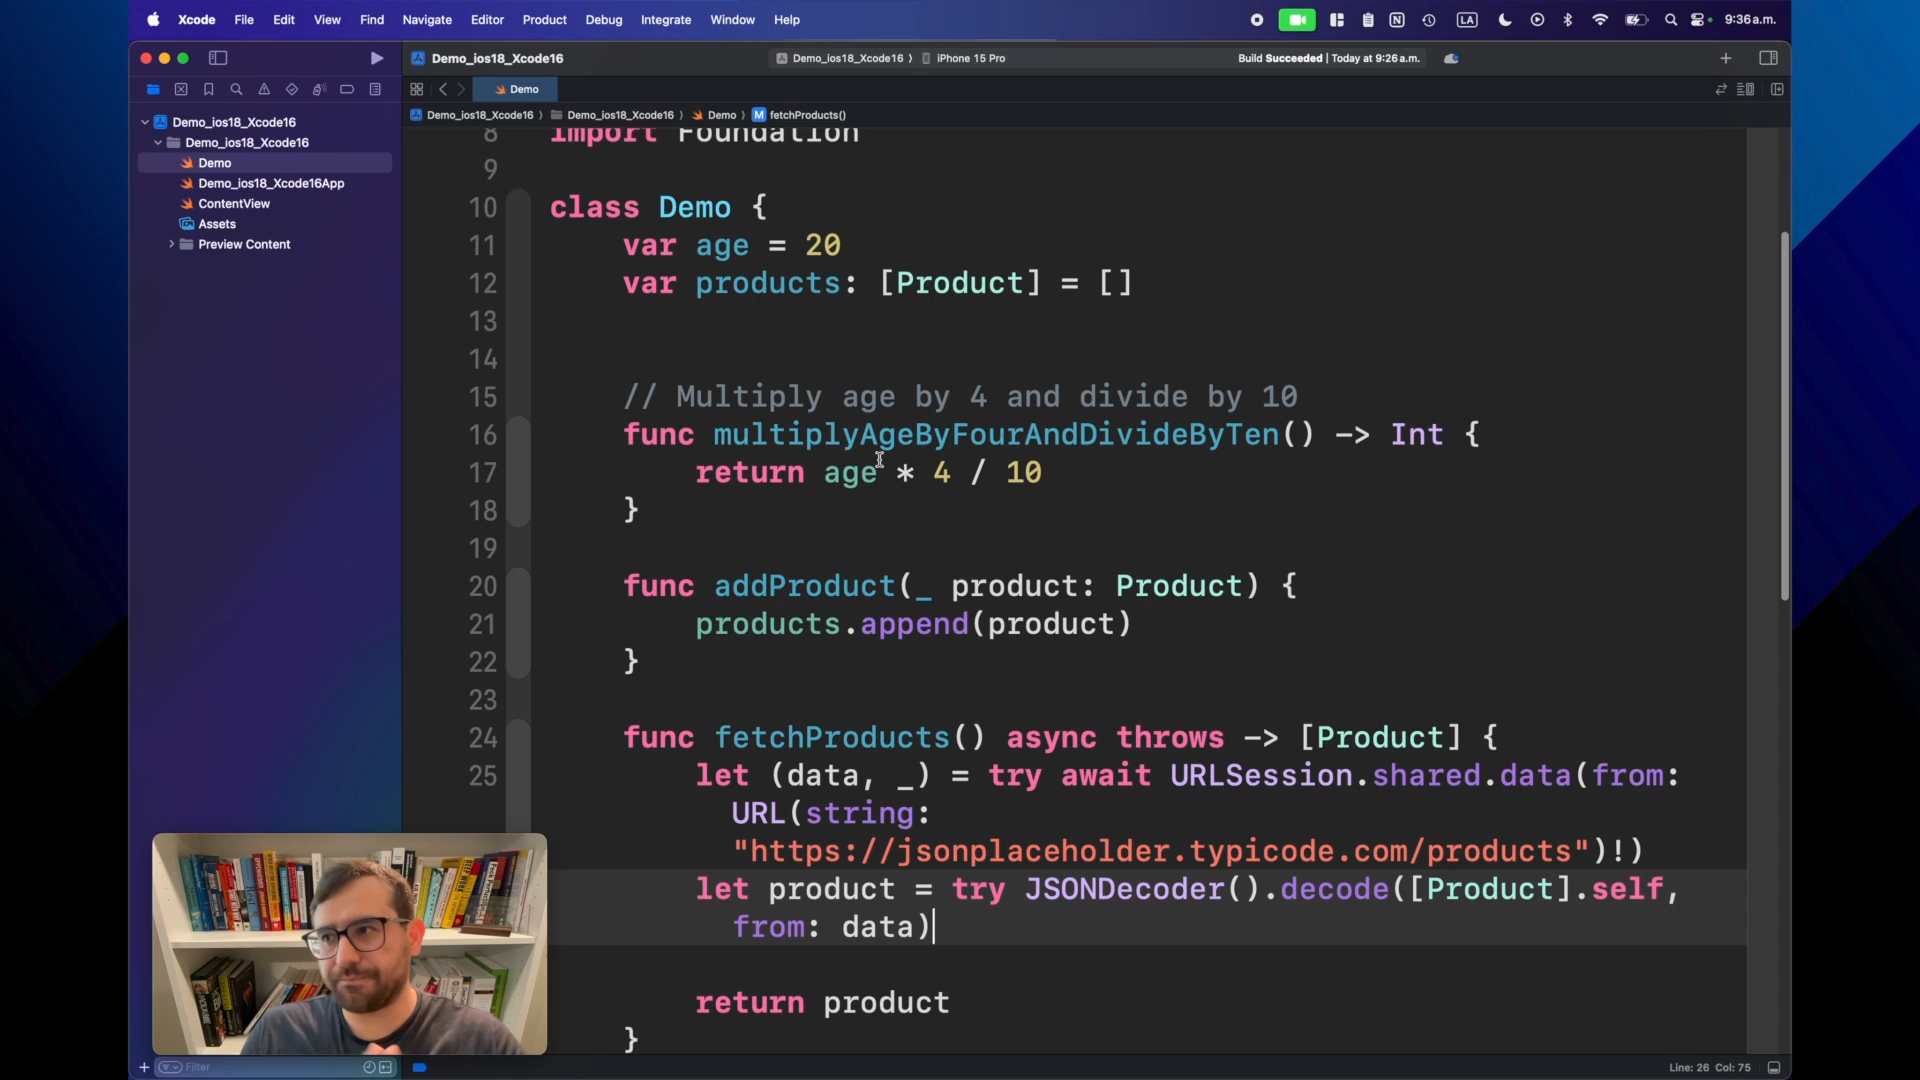 Xcode File Edit View Find Navigate Editor Product Debug Integrate Window Help
N LA 9:36 a.m.
Demo_ios18_Xcode16
Demo_ios18_Xcode16 ⟩ iPhone 15 Pro
Build Succeeded | Today at 9:26 a.m.
Demo
Demo_ios18_Xcode16 ⟩ Demo_ios18_Xcode16 ⟩ Demo ⟩ M fetchProducts()
Demo_ios18_Xcode16
Demo_ios18_Xcode16
Demo
Demo_ios18_Xcode16App
ContentView
Assets
Preview Content
8 import Foundation
9
10 class Demo {
11 var age = 20
12 var products: [Product] = []
13
14
15 // Multiply age by 4 and divide by 10
16 func multiplyAgeByFourAndDivideByTen() -> Int {
17 return age * 4 / 10
18 }
19
20 func addProduct(_ product: Product) {
21 products.append(product)
22 }
23
24 func fetchProducts() async throws -> [Product] {
25 let (data, _) = try await URLSession.shared.data(from:
URL(string:
"https://jsonplaceholder.typicode.com/products")!)
let product = try JSONDecoder().decode([Product].self,
from: data)
return product
}
Filter
Line: 26 Col: 75